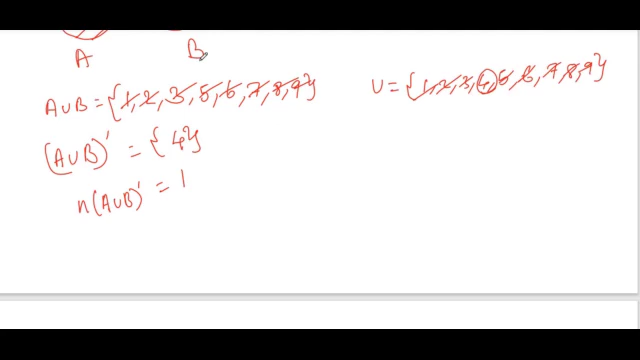 A B
A∪B = {1, 2, 3, 5, 6, 7, 8, 9} U = {1, 2, 3, 4, 5, 6, 7, 8, 9}
(A∪B)' = {4}
n(A∪B)' = 1